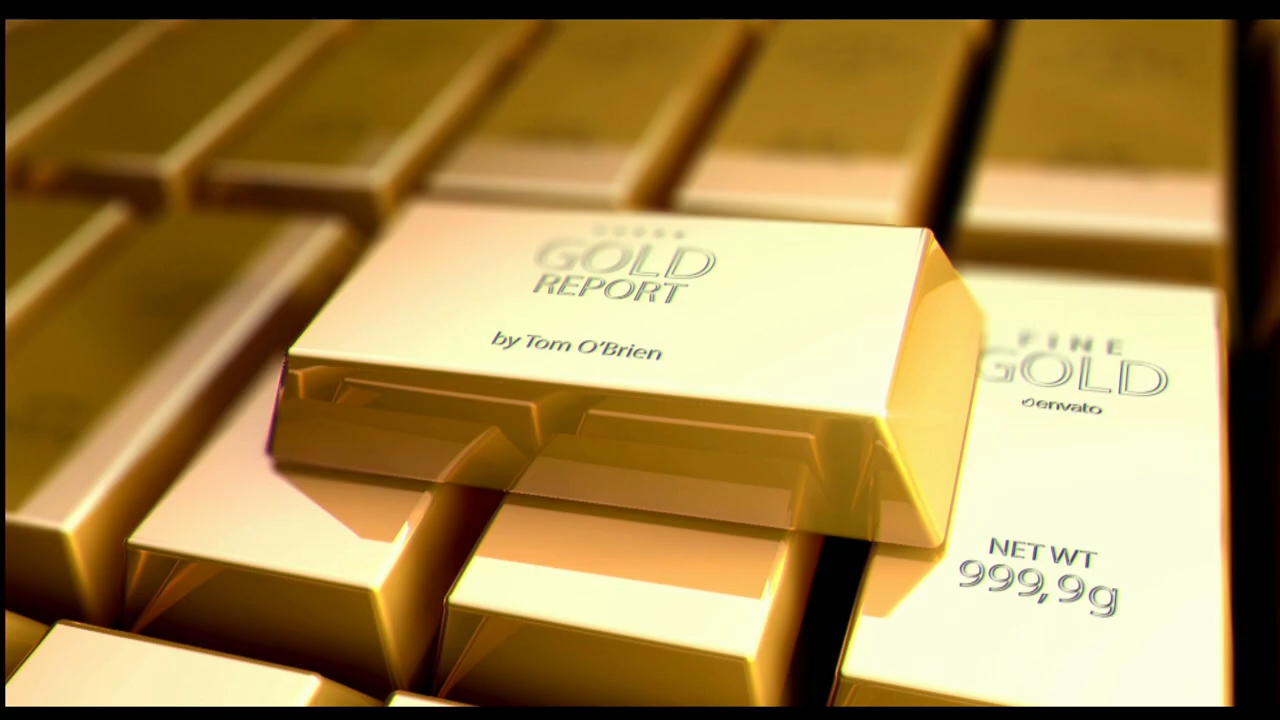 GOLD
REPORT
by Tom O'Brien
FINE
GOLD
envato
NET WT
999,9g